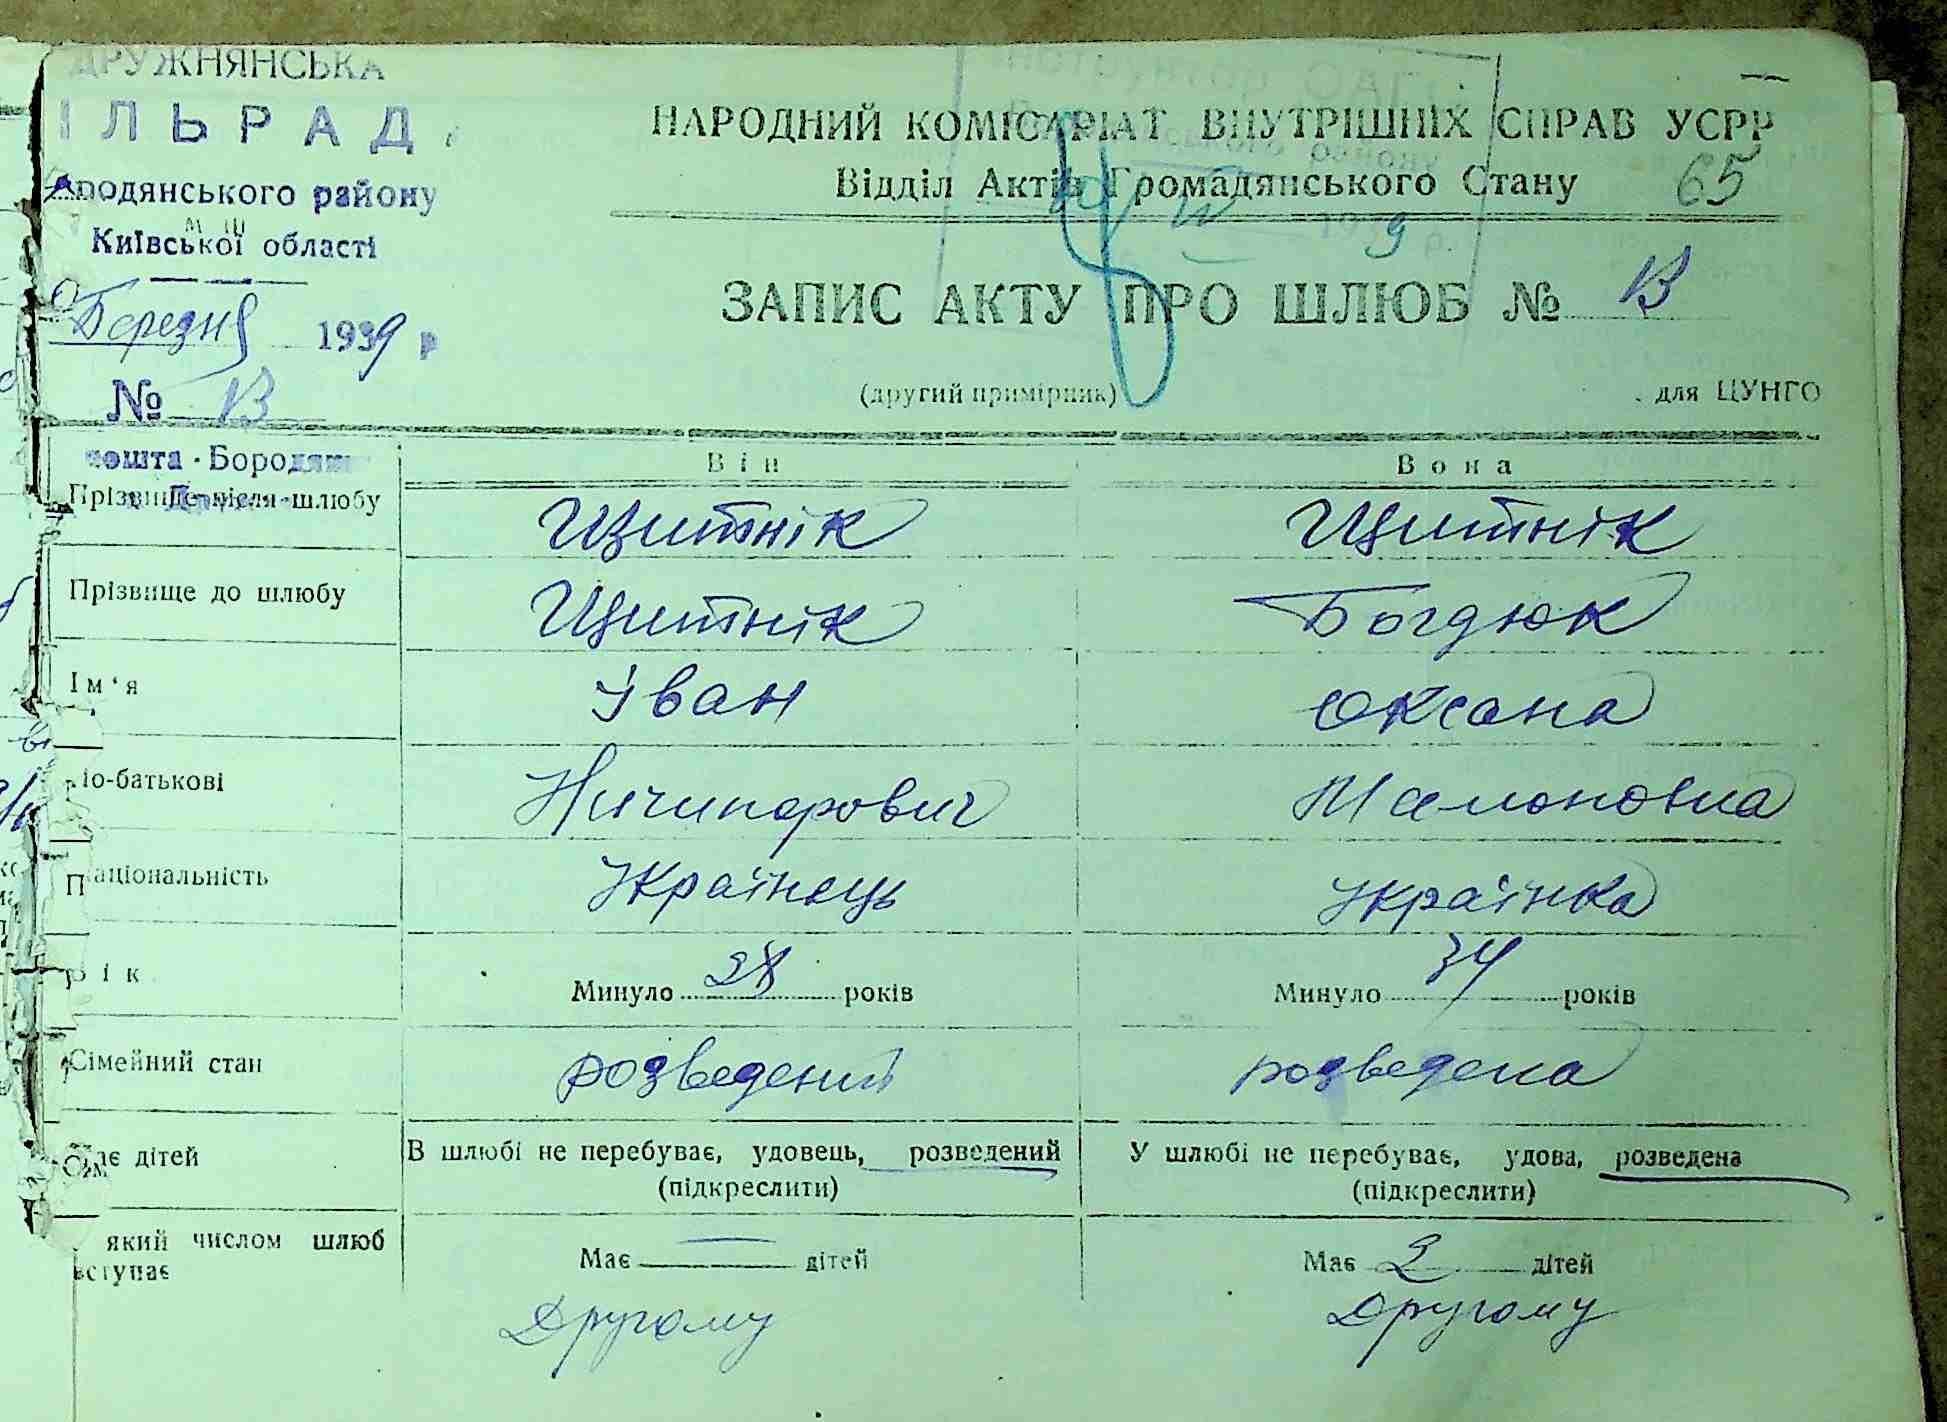 ДРУЖНЯНСЬКА
ІЛЬРАДА
Бородянського району
Київської області
Березня 1939 р
№ 13
пошта Бородянка
НАРОДНИЙ КОМІСАРІАТ ВНУТРІШНІХ СПРАВ УСРР
Відділ Актів Громадянського Стану 65
ЗАПИС АКТУ ПРО ШЛЮБ № 13
(другий примірник) для ЦУНГО
Він Вона
Прізвище після шлюбу Щитнік Щитнік
Прізвище до шлюбу Щитнік Богдюк
Ім'я Іван Оксана
По-батькові Ничипорович
Національність Українець Українка
Вік Минуло 28 років Минуло 34 років
Сімейний стан розведений розведена
Має дітей В шлюбі не перебуває, удовець, розведений У шлюбі не перебуває, удова, розведена
(підкреслити) (підкреслити)
який числом шлюб вступає Має — дітей Має 2 дітей
Другому Другому